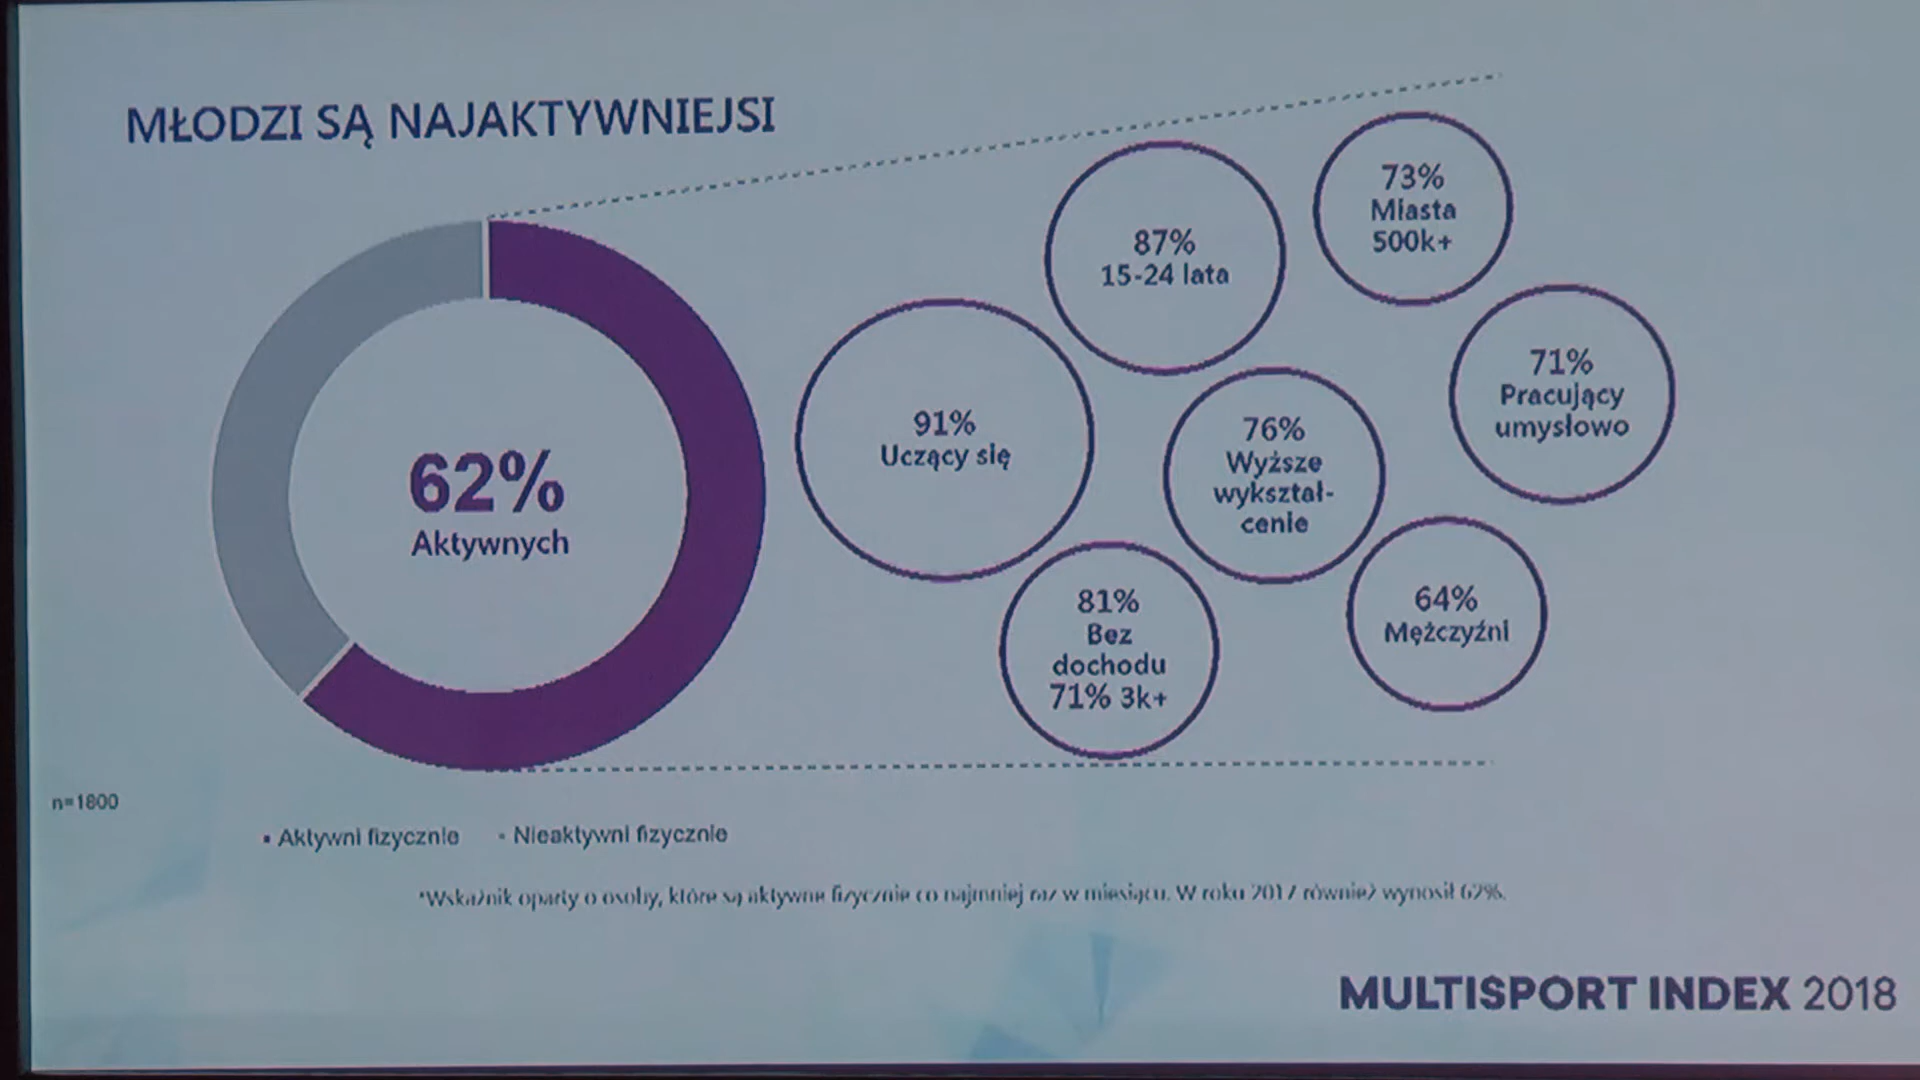 MŁODZI SĄ NAJAKTYWNIEJSI
62%
Aktywnych
91%
Uczący się
87%
15-24 lata
73%
Miasta
500k+
76%
Wyższe
wykształ-
cenie
71%
Pracujący
umysłowo
81%
Bez
dochodu
71% 3k+
64%
Mężczyźni
n=1800
Aktywni fizycznie
Nieaktywni fizycznie
*Wskaźnik oparty o osoby, które są aktywne fizycznie co najmniej raz w miesiącu. W roku 2017 również wynosił 62%.
MULTISPORT INDEX 2018